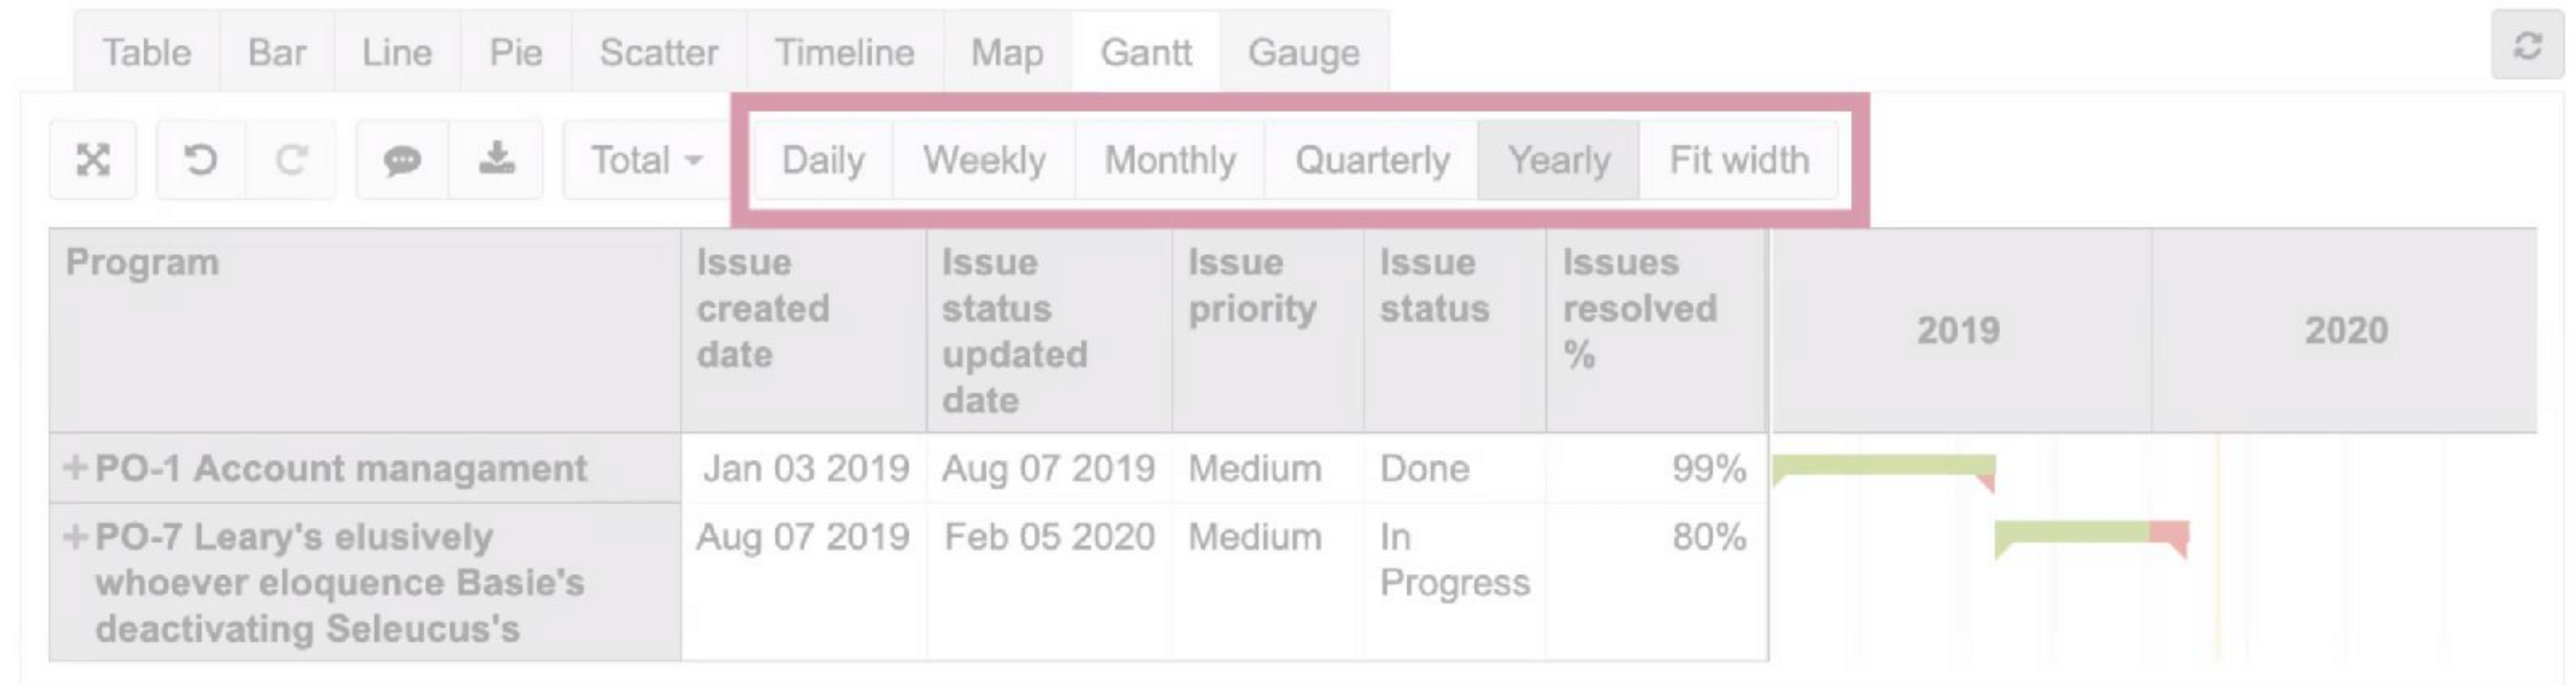 Table Bar Line Pie Scatter Timeline Map Gantt Gauge
Total Daily Weekly Monthly Quarterly Yearly Fit width
Program
Issue
created
date
Issue
status
updated
date
Issue
priority
Issue
status
Issues
resolved
%
2019
2020
PO-1 Account managament Jan 03 2019 Aug 07 2019 Medium Done 99%
PO-7 Leary's elusively
whoever eloquence Basie's
deactivating Seleucus's
Aug 07 2019
Feb 05 2020
Medium
In
Progress
80%